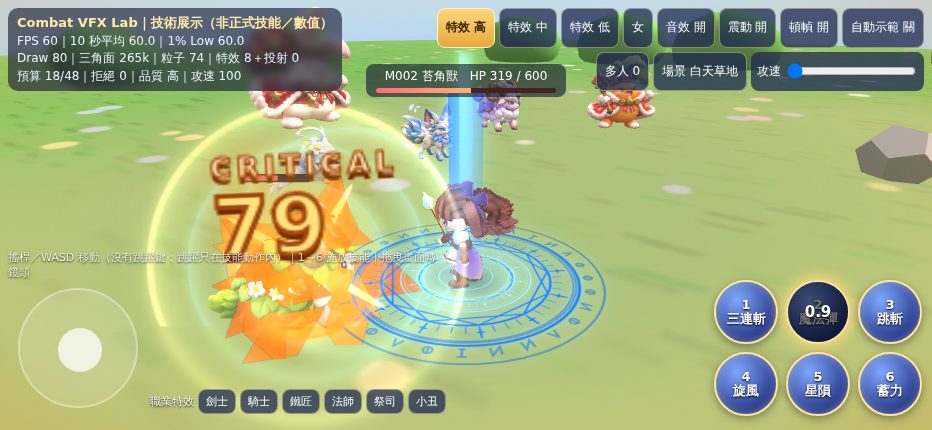 Combat VFX Lab｜技術展示（非正式技能／數值）
FPS 60｜10 秒平均 60.0｜1% Low 60.0
Draw 80｜三角面 265k｜粒子 74｜特效 8＋投射 0
預算 18/48｜拒絕 0｜品質 高｜攻速 100
特效 高
特效 中
特效 低
女
音效 開
震動 開
頓幀 開
自動示範 關
M002 苔角獸 HP 319 / 600
多人 0
場景 白天草地
攻速
CRITICAL
79
搖桿／WASD 移動（沒有跳躍鍵；跳躍只在技能動作內）｜1～6 施放技能｜拖曳畫面轉
鏡頭
1
三連斬
0.9
2
魔法彈
3
跳斬
4
旋風
5
星隕
6
蓄力
職業特效
劍士
騎士
鐵匠
法師
祭司
小丑